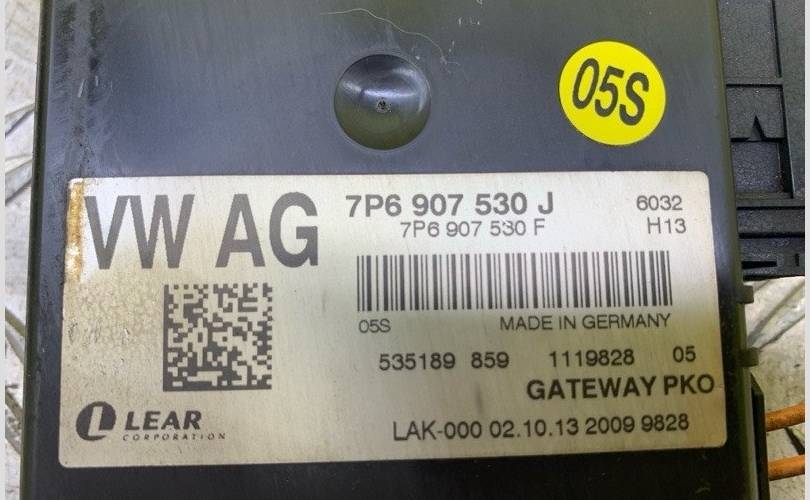 05S
VW AG
7P6 907 530 J
7P6 907 530 F
6032
H13
05S MADE IN GERMANY
535189 859 1119828 05
GATEWAY PKO
LEAR
CORPORATION
LAK-000 02.10.13 2009 9828